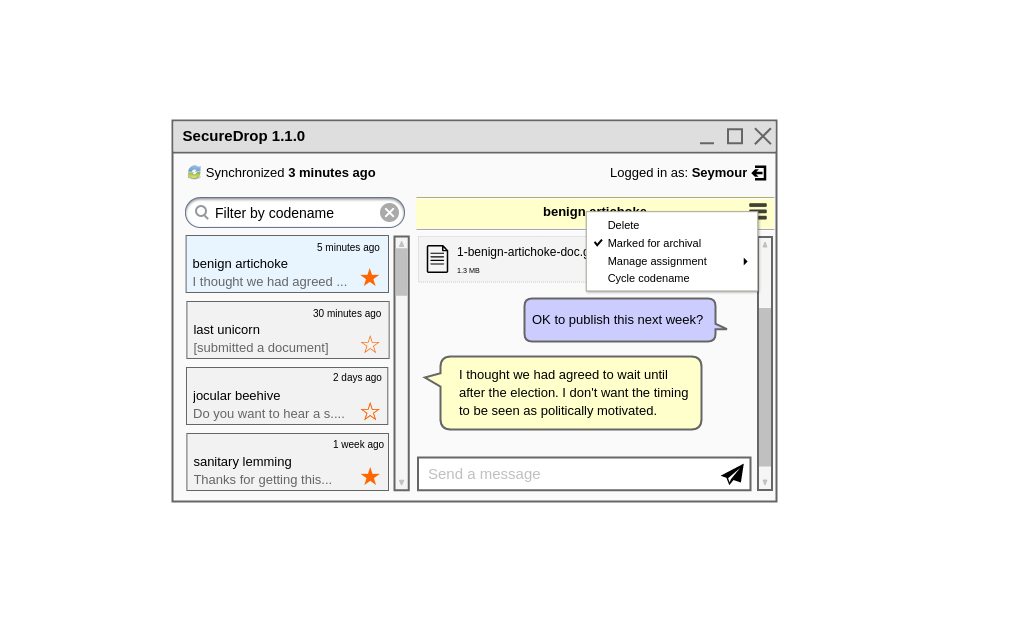 SecureDrop 1.1.0
Synchronized 3 minutes ago
Logged in as: Seymour
Filter by codename
5 minutes ago
benign artichoke
I thought we had agreed ...
30 minutes ago
last unicorn
[submitted a document]
2 days ago
jocular beehive
Do you want to hear a s....
1 week ago
sanitary lemming
Thanks for getting this...
benign artichoke
Delete
Marked for archival
Manage assignment
Cycle codename
1-benign-artichoke-doc.g
1.3 MB
OK to publish this next week?
I thought we had agreed to wait until
after the election. I don't want the timing
to be seen as politically motivated.
Send a message